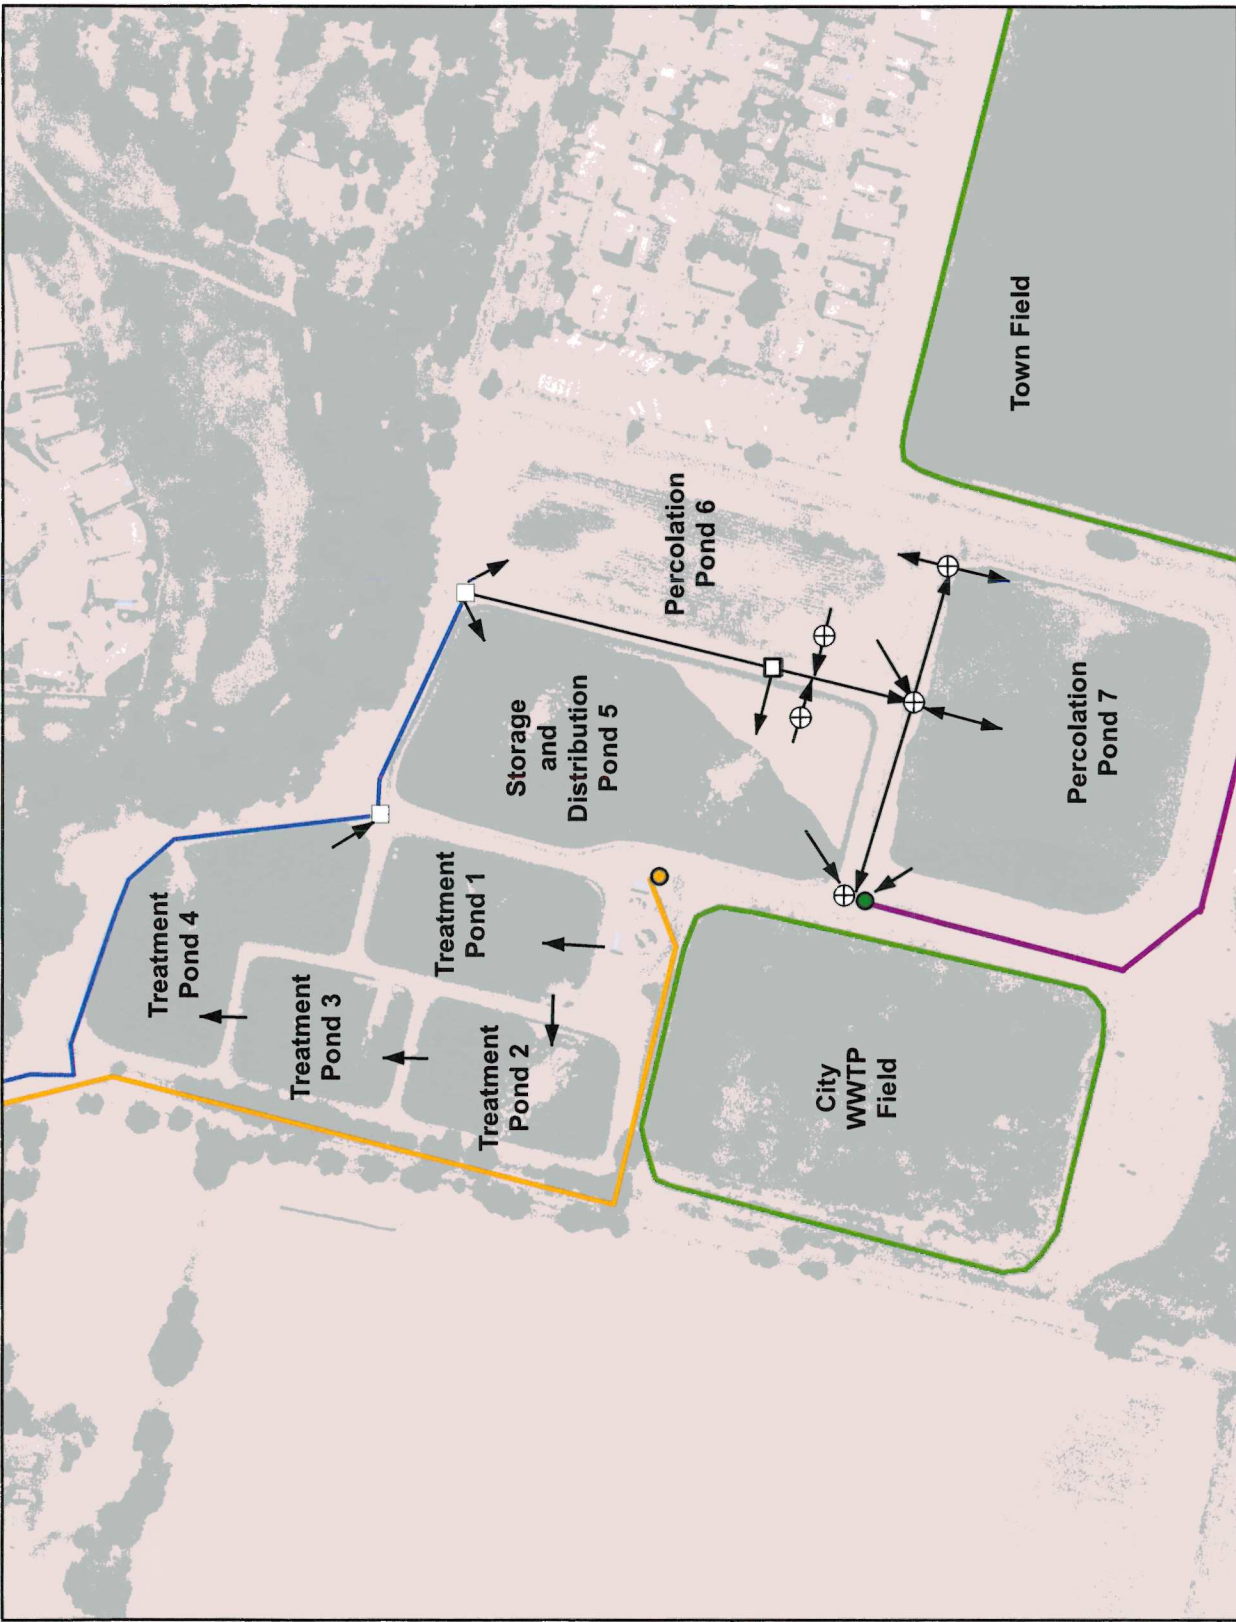 Treatment
Pond 4
Treatment
Pond 3
Treatment
Pond 1
Treatment
Pond 2
Storage
and
Distribution
Pond 5
Percolation
Pond 6
City
WWTP
Field
Percolation
Pond 7
Town Field